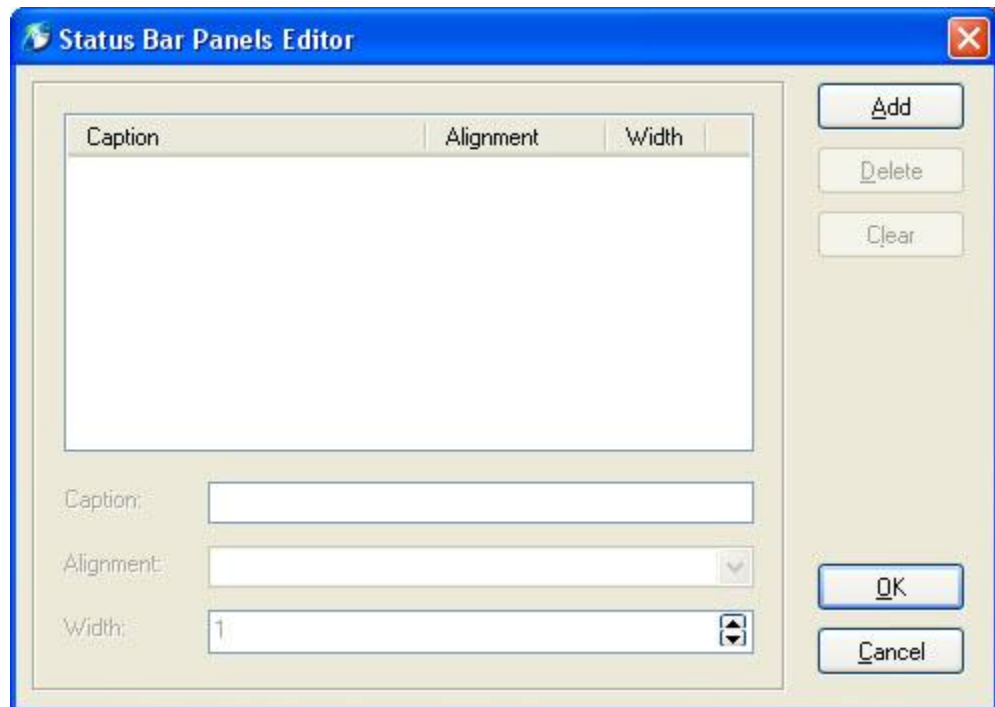 Status Bar Panels Editor
Caption Alignment Width
Add
Delete
Clear
Caption:
Alignment:
Width: 1
OK
Cancel